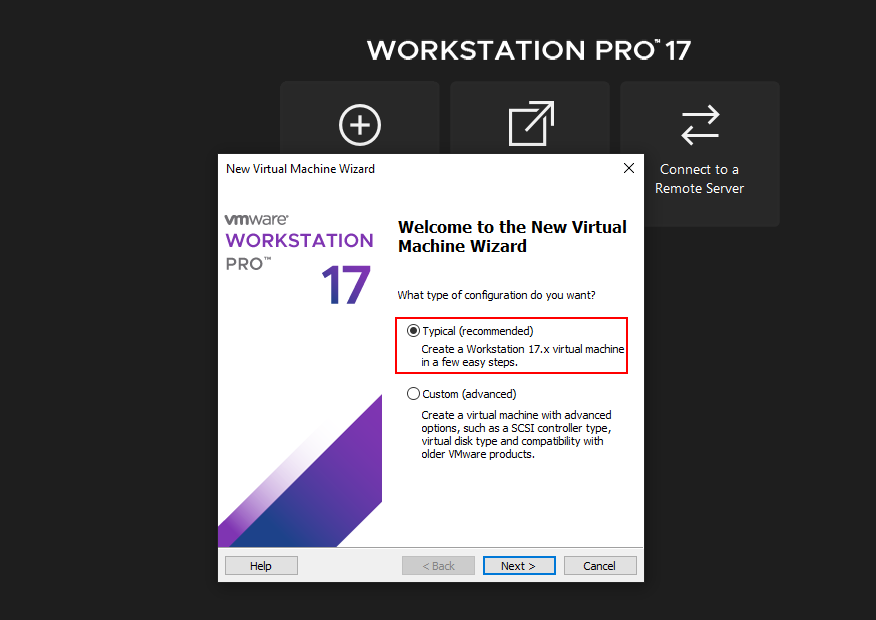 WORKSTATION PRO™ 17
Connect to a
Remote Server
New Virtual Machine Wizard
vmware®
WORKSTATION
PRO™
17
Welcome to the New Virtual
Machine Wizard
What type of configuration do you want?
Typical (recommended)
Create a Workstation 17.x virtual machine
in a few easy steps.
Custom (advanced)
Create a virtual machine with advanced
options, such as a SCSI controller type,
virtual disk type and compatibility with
older VMware products.
Help
< Back
Next >
Cancel